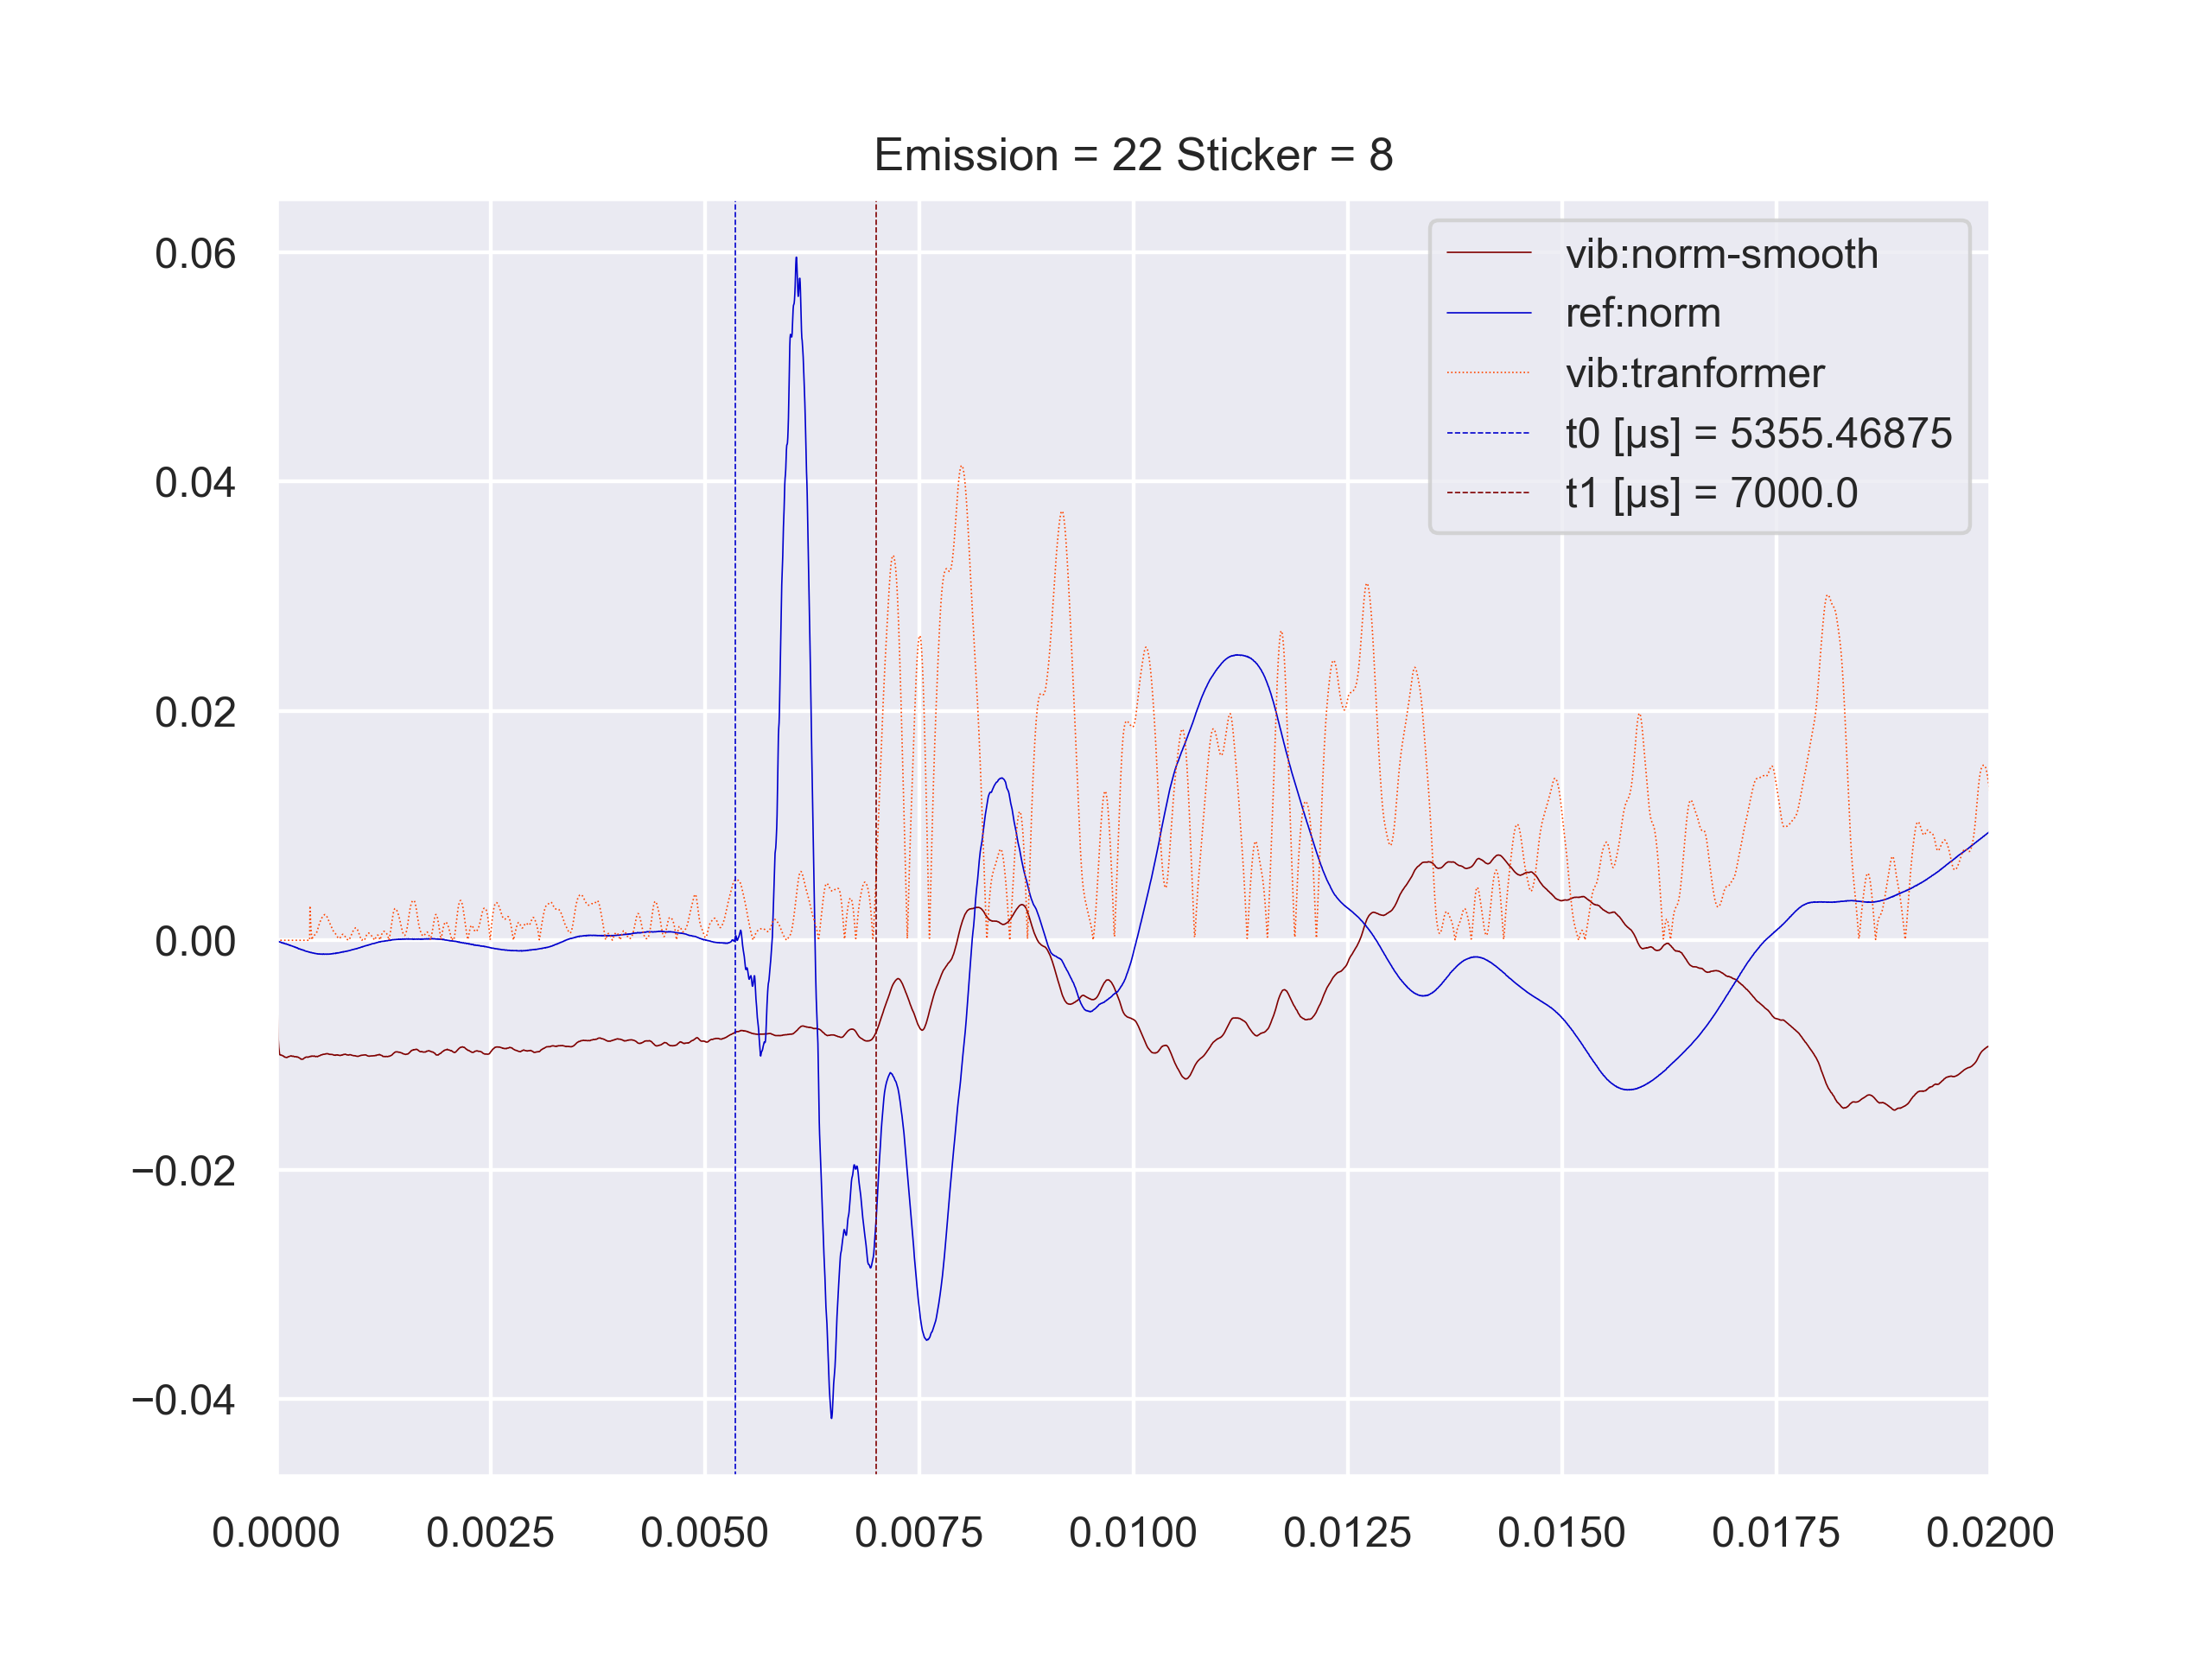 Emission = 22 Sticker = 8
0.06
0.04
0.02
0.00
−0.02
−0.04
vib:norm-smooth
ref:norm
vib:tranformer
t0 [µs] = 5355.46875
t1 [µs] = 7000.0
0.0000 0.0025 0.0050 0.0075 0.0100 0.0125 0.0150 0.0175 0.0200